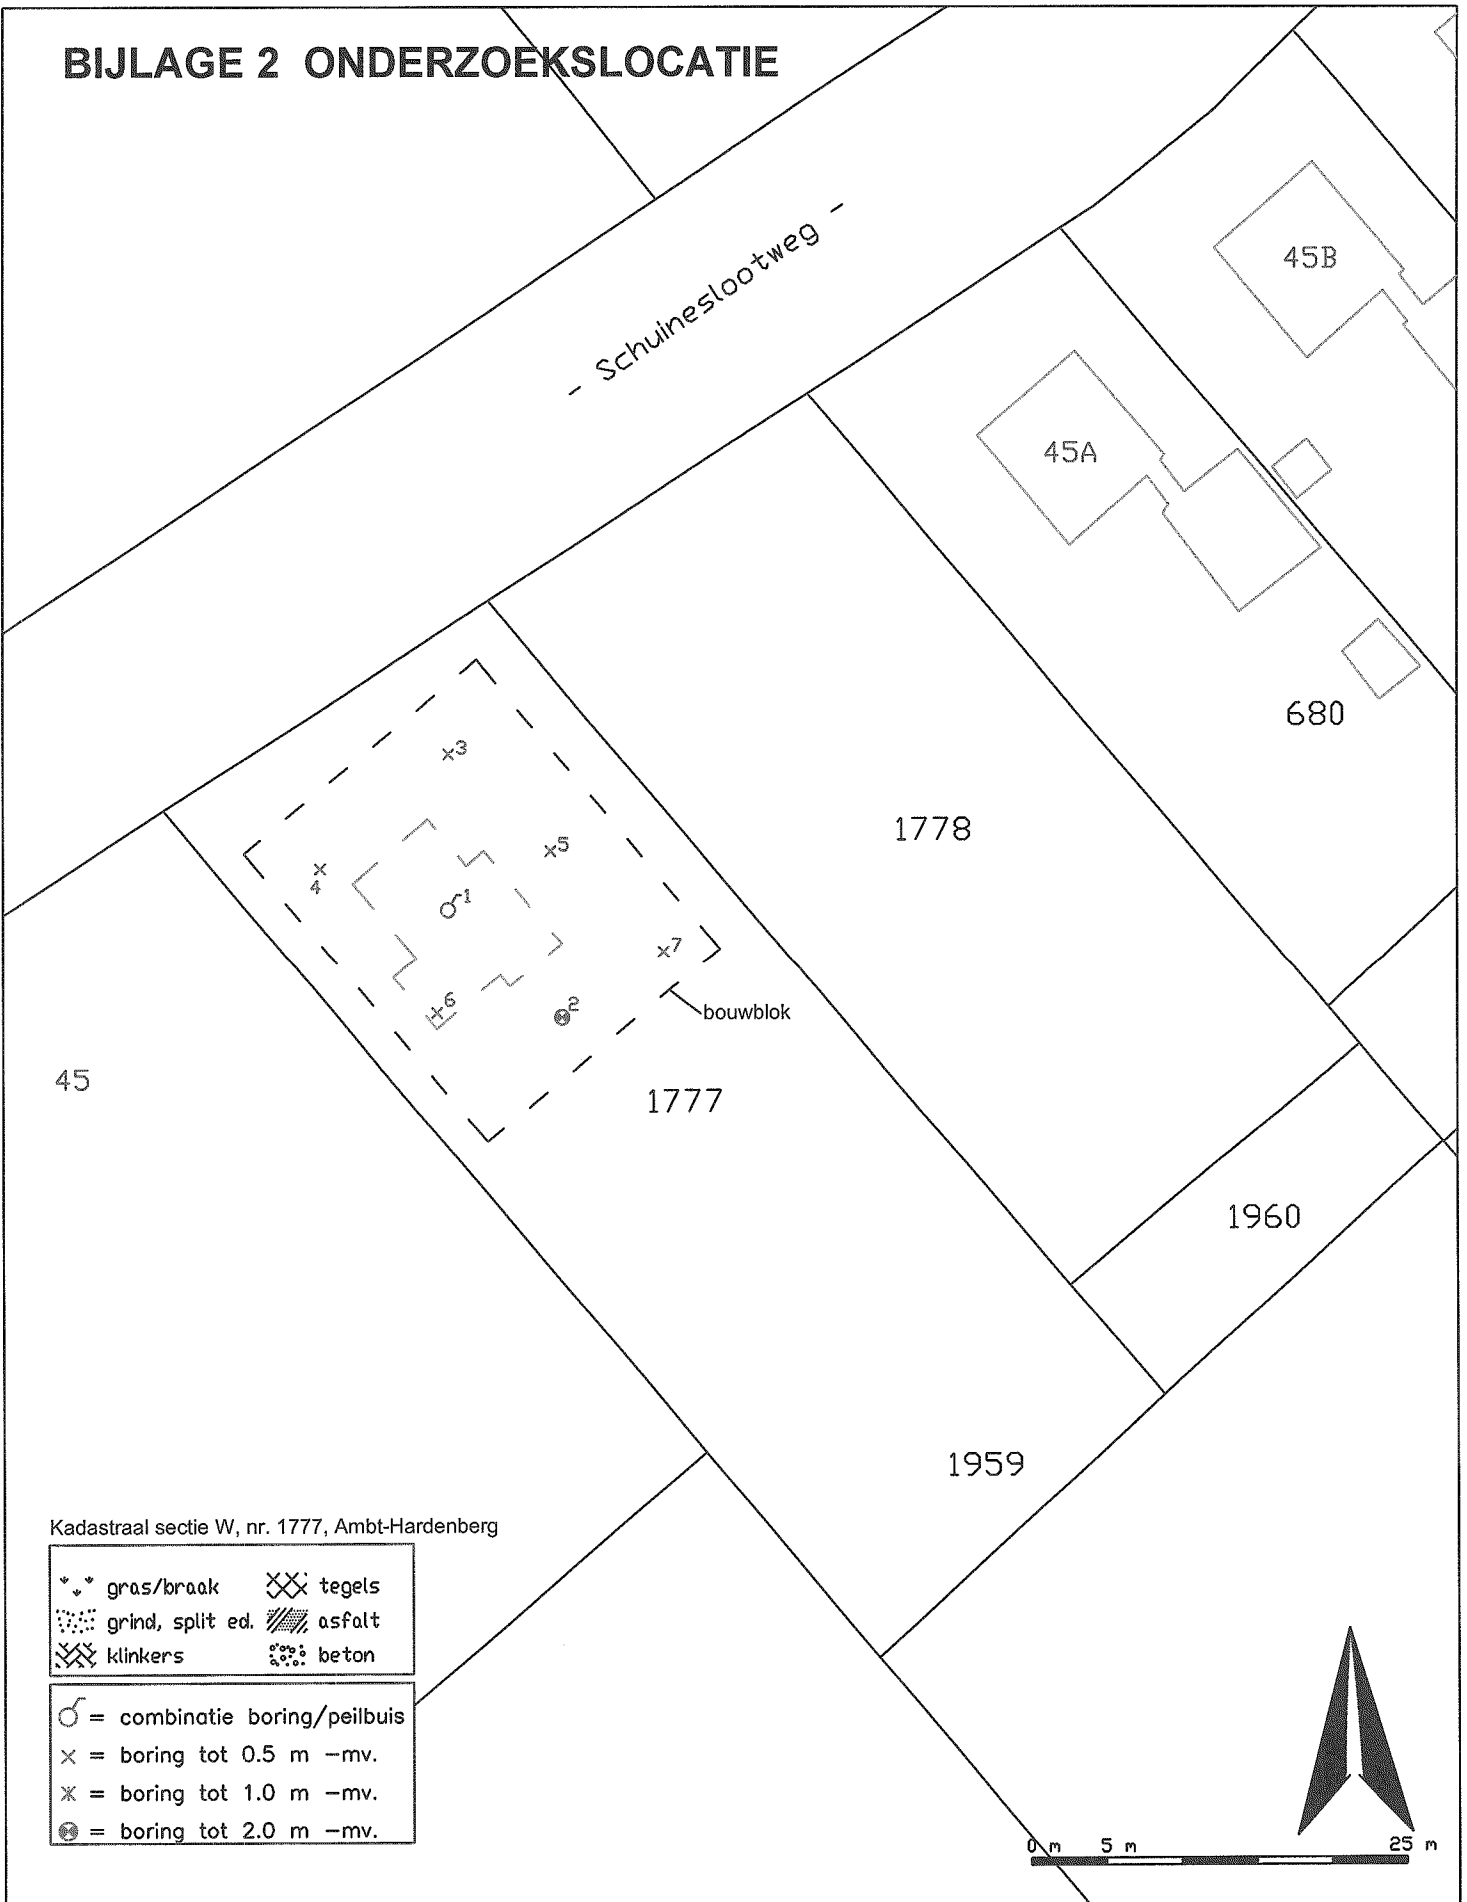 BIJLAGE 2 ONDERZOEKSLOCATIE
- Schuineslootweg -
45B
45A
680
3
1778
5
4
1
7
6
2
bouwblok
45
1777
1960
1959
Kadastraal sectie W, nr. 1777, Ambt-Hardenberg
gras/braak tegels
grind, split ed. asfalt
klinkers beton
= combinatie boring/peilbuis
= boring tot 0.5 m -mv.
= boring tot 1.0 m -mv.
= boring tot 2.0 m -mv.
0 m 5 m 25 m